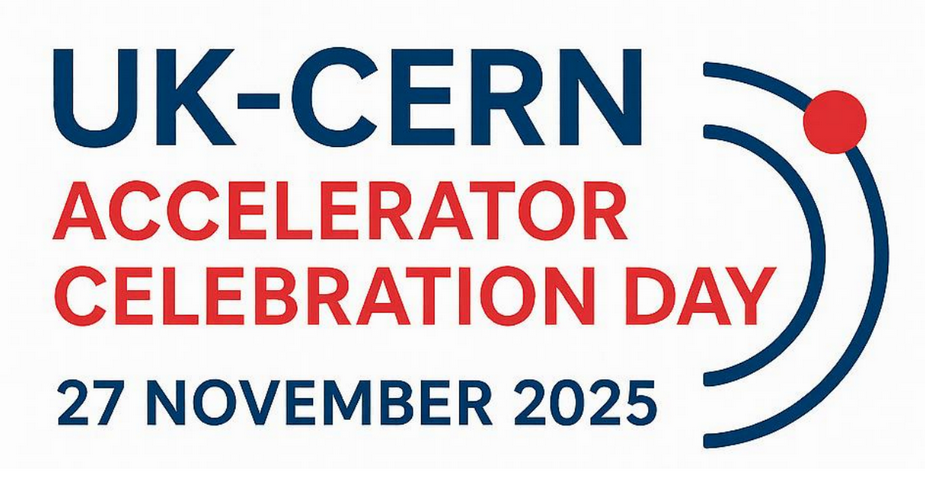 UK-CERN
ACCELERATOR
CELEBRATION DAY
27 NOVEMBER 2025